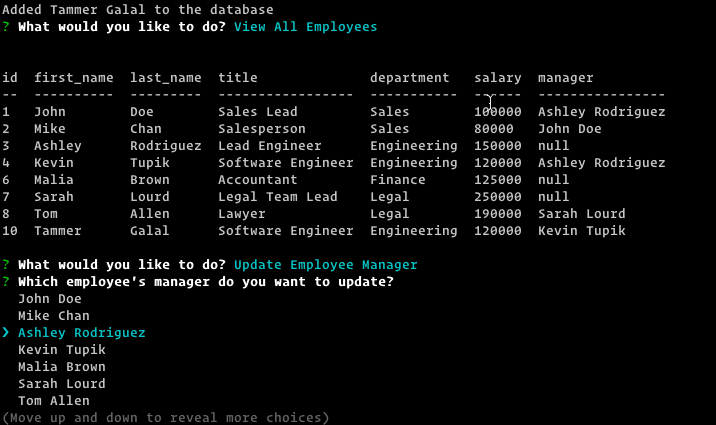 Added Tammer Galal to the database
? What would you like to do? View All Employees
id  first_name  last_name  title              department   salary  manager
--  ----------  ---------  -----------------  -----------  ------  ----------------
1   John        Doe        Sales Lead         Sales        100000  Ashley Rodriguez
2   Mike        Chan       Salesperson        Sales        80000   John Doe
3   Ashley      Rodriguez  Lead Engineer      Engineering  150000  null
4   Kevin       Tupik      Software Engineer  Engineering  120000  Ashley Rodriguez
6   Malia       Brown      Accountant         Finance      125000  null
7   Sarah       Lourd      Legal Team Lead    Legal        250000  null
8   Tom         Allen      Lawyer             Legal        190000  Sarah Lourd
10  Tammer      Galal      Software Engineer  Engineering  120000  Kevin Tupik
? What would you like to do? Update Employee Manager
? Which employee's manager do you want to update?
John Doe
Mike Chan
❯ Ashley Rodriguez
Kevin Tupik
Malia Brown
Sarah Lourd
Tom Allen
(Move up and down to reveal more choices)